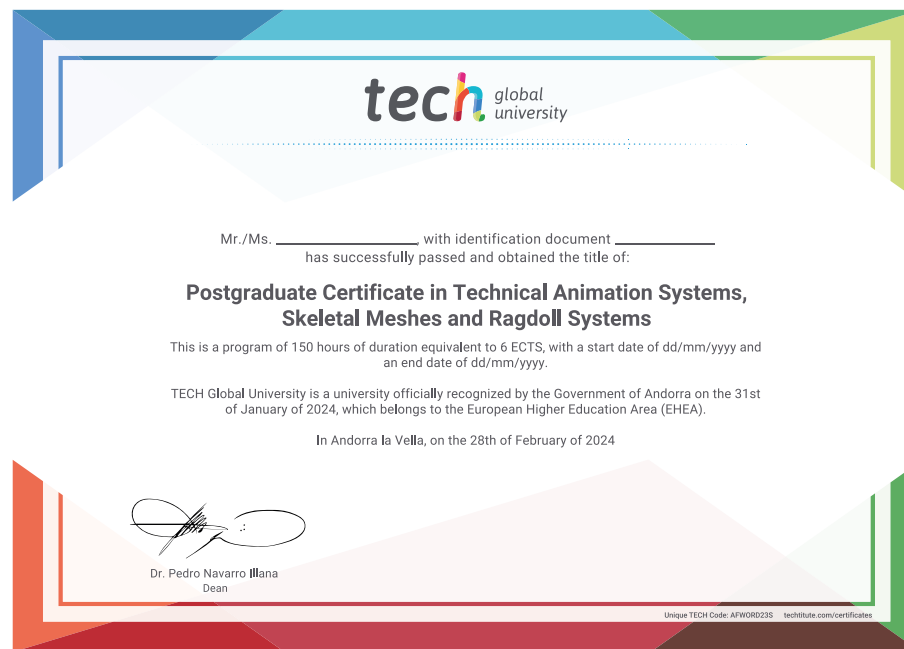 tech global university
Mr./Ms. ________________, with identification document ___________
has successfully passed and obtained the title of:
Postgraduate Certificate in Technical Animation Systems,
Skeletal Meshes and Ragdoll Systems
This is a program of 150 hours of duration equivalent to 6 ECTS, with a start date of dd/mm/yyyy and
an end date of dd/mm/yyyy.
TECH Global University is a university officially recognized by the Government of Andorra on the 31st
of January of 2024, which belongs to the European Higher Education Area (EHEA).
In Andorra la Vella, on the 28th of February of 2024
Dr. Pedro Navarro Illana
Dean
Unique TECH Code: AFWORD23S techtitute.com/certificates